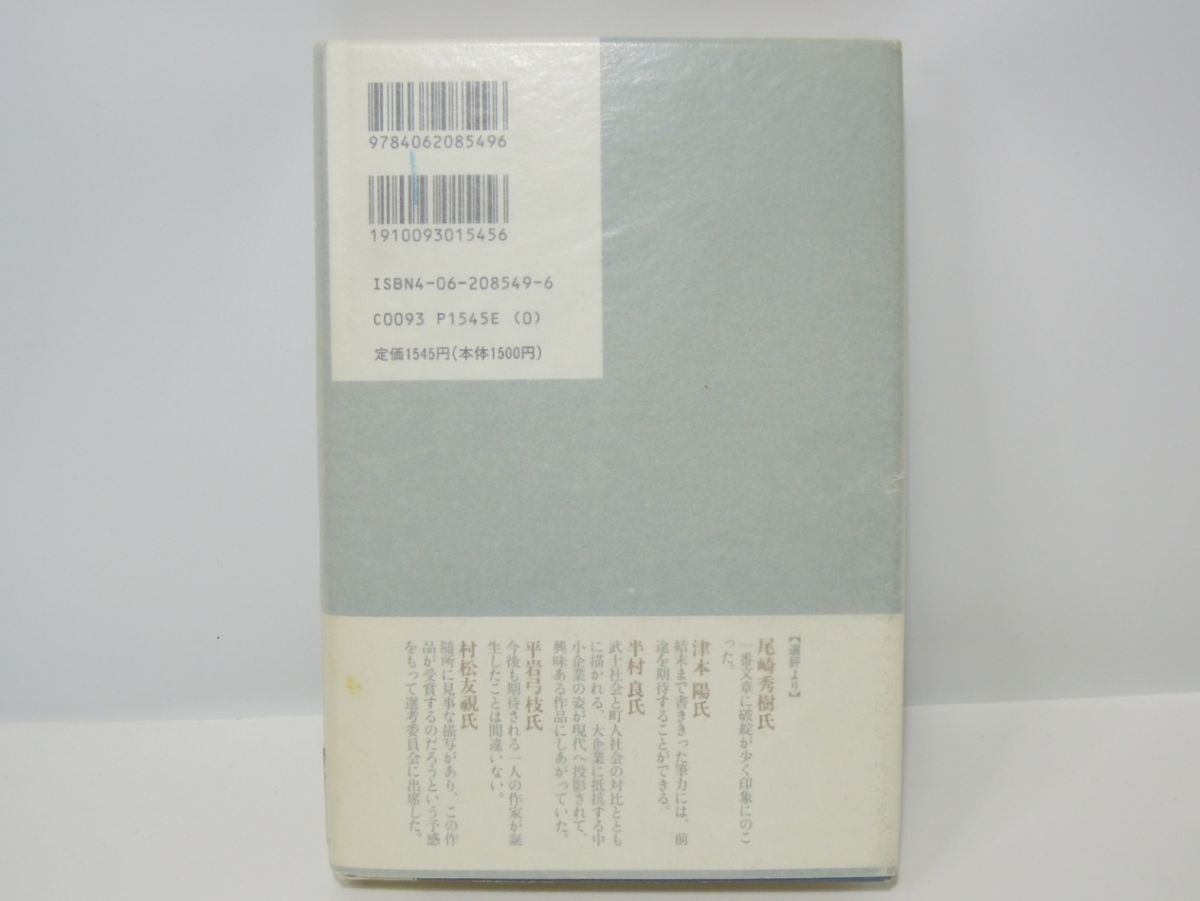 9784062085496
1910093015456
ISBN4-06-208549-6
C0093 P1545E (0)
定価1545円(本体1500円)
【選評より】
尾崎秀樹氏
一番文章に破綻が少く印象にのこ
った。
津本 陽氏
結末まで書ききった筆力には、前
途を期待することができる。
半村 良氏
武士社会と町人社会の対比ととも
に描かれる、大企業に抵抗する中
小企業の姿が現代へ投影されて、
興味ある作品にしあがっていた。
平岩弓枝氏
今後も期待される一人の作家が誕
生したことは間違いない。
村松友視氏
随所に見事な描写があり、この作
品が受賞するのだろうという予感
をもって選考委員会に出席した。